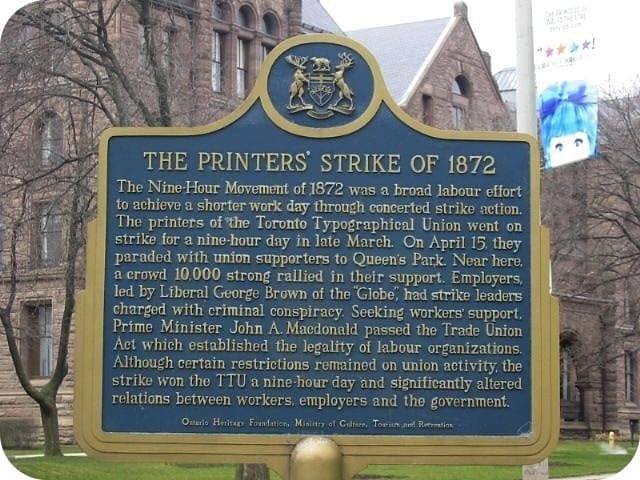 THE PRINTERS' STRIKE OF 1872
The Nine-Hour Movement of 1872 was a broad labour effort
to achieve a shorter work day through concerted strike action.
The printers of the Toronto Typographical Union went on
strike for a nine-hour day in late March. On April 15, they
paraded with union supporters to Queen's Park. Near here,
a crowd 10,000 strong rallied in their support. Employers,
led by Liberal George Brown of the "Globe", had strike leaders
charged with criminal conspiracy. Seeking workers' support,
Prime Minister John A. Macdonald passed the Trade Union
Act which established the legality of labour organizations.
Although certain restrictions remained on union activity, the
strike won the TTU a nine-hour day and significantly altered
relations between workers, employers and the government.
Ontario Heritage Foundation, Ministry of Culture, Tourism and Recreation